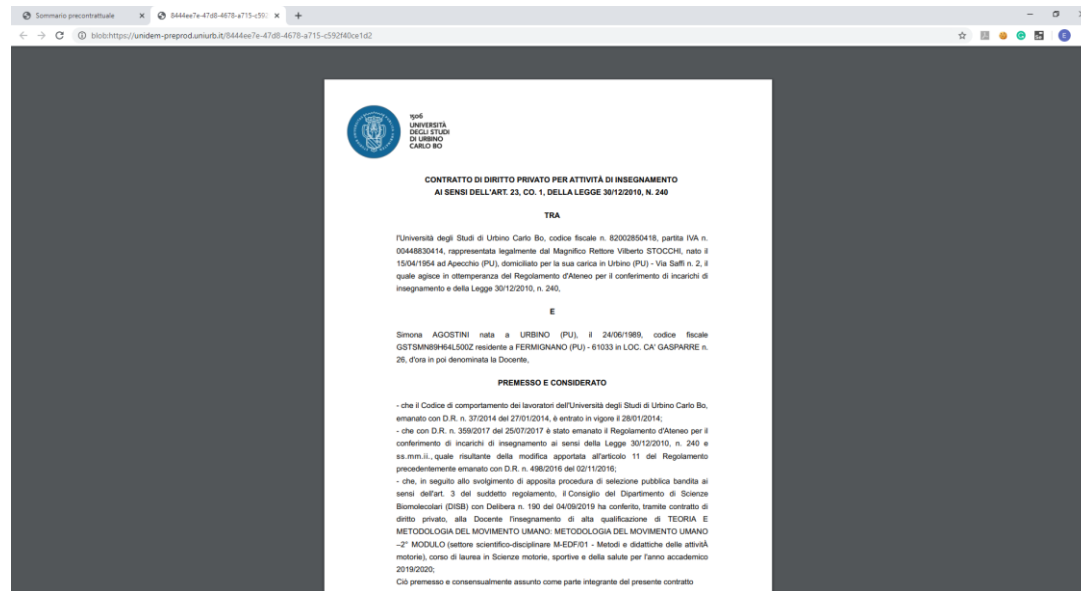 Sommario precontrattuale
8444ee7e-47d8-4678-a715-c592
blob:https://unidem-preprod.uniurb.it/8444ee7e-47d8-4678-a715-c592f40ce1d2
E
1506
UNIVERSITÀ
DEGLI STUDI
DI URBINO
CARLO BO
CONTRATTO DI DIRITTO PRIVATO PER ATTIVITÀ DI INSEGNAMENTO
AI SENSI DELL'ART. 23, CO. 1, DELLA LEGGE 30/12/2010, N. 240
TRA
l'Università degli Studi di Urbino Carlo Bo, codice fiscale n. 82002850418, partita IVA n.
00448830414, rappresentata legalmente dal Magnifico Rettore Vilberto STOCCHI, nato il
15/04/1954 ad Apecchio (PU), domiciliato per la sua carica in Urbino (PU) - Via Saffi n. 2, il
quale agisce in ottemperanza del Regolamento d'Ateneo per il conferimento di incarichi di
insegnamento e della Legge 30/12/2010, n. 240,
E
Simona AGOSTINI nata a URBINO (PU), il 24/06/1989, codice fiscale
GSTSMN89H64L500Z residente a FERMIGNANO (PU) - 61033 in LOC. CA' GASPARRE n.
26, d'ora in poi denominata la Docente,
PREMESSO E CONSIDERATO
- che il Codice di comportamento dei lavoratori dell'Università degli Studi di Urbino Carlo Bo,
emanato con D.R. n. 37/2014 del 27/01/2014, è entrato in vigore il 28/01/2014;
- che con D.R. n. 359/2017 del 25/07/2017 è stato emanato il Regolamento d'Ateneo per il
conferimento di incarichi di insegnamento ai sensi della Legge 30/12/2010, n. 240 e
ss.mm.ii., quale risultante della modifica apportata all'articolo 11 del Regolamento
precedentemente emanato con D.R. n. 498/2016 del 02/11/2016;
- che, in seguito allo svolgimento di apposita procedura di selezione pubblica bandita ai
sensi dell'art. 3 del suddetto regolamento, il Consiglio del Dipartimento di Scienze
Biomolecolari (DISB) con Delibera n. 190 del 04/09/2019 ha conferito, tramite contratto di
diritto privato, alla Docente l'insegnamento di alta qualificazione di TEORIA E
METODOLOGIA DEL MOVIMENTO UMANO: METODOLOGIA DEL MOVIMENTO UMANO
–2° MODULO (settore scientifico-disciplinare M-EDF/01 - Metodi e didattiche delle attivitÃ
motorie), corso di laurea in Scienze motorie, sportive e della salute per l'anno accademico
2019/2020;
Ciò premesso e consensualmente assunto come parte integrante del presente contratto